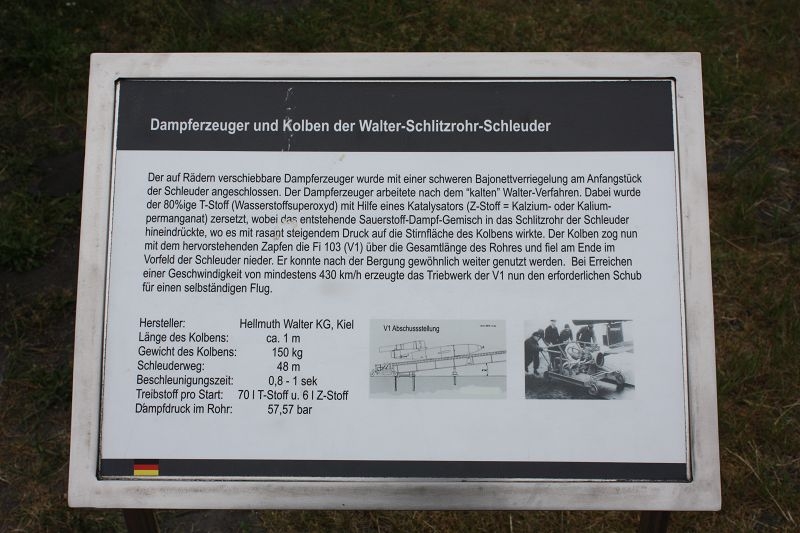 Dampferzeuger und Kolben der Walter-Schlitzrohr-Schleuder
Der auf Rädern verschiebbare Dampferzeuger wurde mit einer schweren Bajonettverriegelung am Anfangstück
der Schleuder angeschlossen. Der Dampferzeuger arbeitete nach dem "kalten" Walter-Verfahren. Dabei wurde
der 80%ige T-Stoff (Wasserstoffsuperoxyd) mit Hilfe eines Katalysators (Z-Stoff = Kalzium- oder Kalium-
permanganat) zersetzt, wobei das entstehende Sauerstoff-Dampf-Gemisch in das Schlitzrohr der Schleuder
hineindrückte, wo es mit rasant steigendem Druck auf die Stirnfläche des Kolbens wirkte. Der Kolben zog nun
mit dem hervorstehenden Zapfen die Fi 103 (V1) über die Gesamtlänge des Rohres und fiel am Ende im
Vorfeld der Schleuder nieder. Er konnte nach der Bergung gewöhnlich weiter genutzt werden. Bei Erreichen
einer Geschwindigkeit von mindestens 430 km/h erzeugte das Triebwerk der V1 nun den erforderlichen Schub
für einen selbständigen Flug.
Hersteller: Hellmuth Walter KG, Kiel
Länge des Kolbens: ca. 1 m
Gewicht des Kolbens: 150 kg
Schleuderweg: 48 m
Beschleunigungszeit: 0,8 - 1 sek
Treibstoff pro Start: 70 l T-Stoff u. 6 l Z-Stoff
Dampfdruck im Rohr: 57,57 bar
V1 Abschussstellung